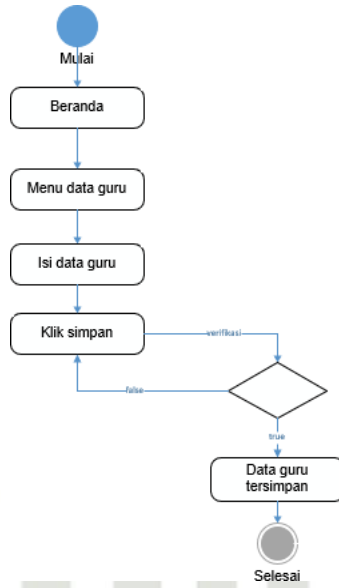 Mulai
Beranda
Menu data guru
Isi data guru
Klik simpan
verifikasi
false
true
Data guru
tersimpan
Selesai